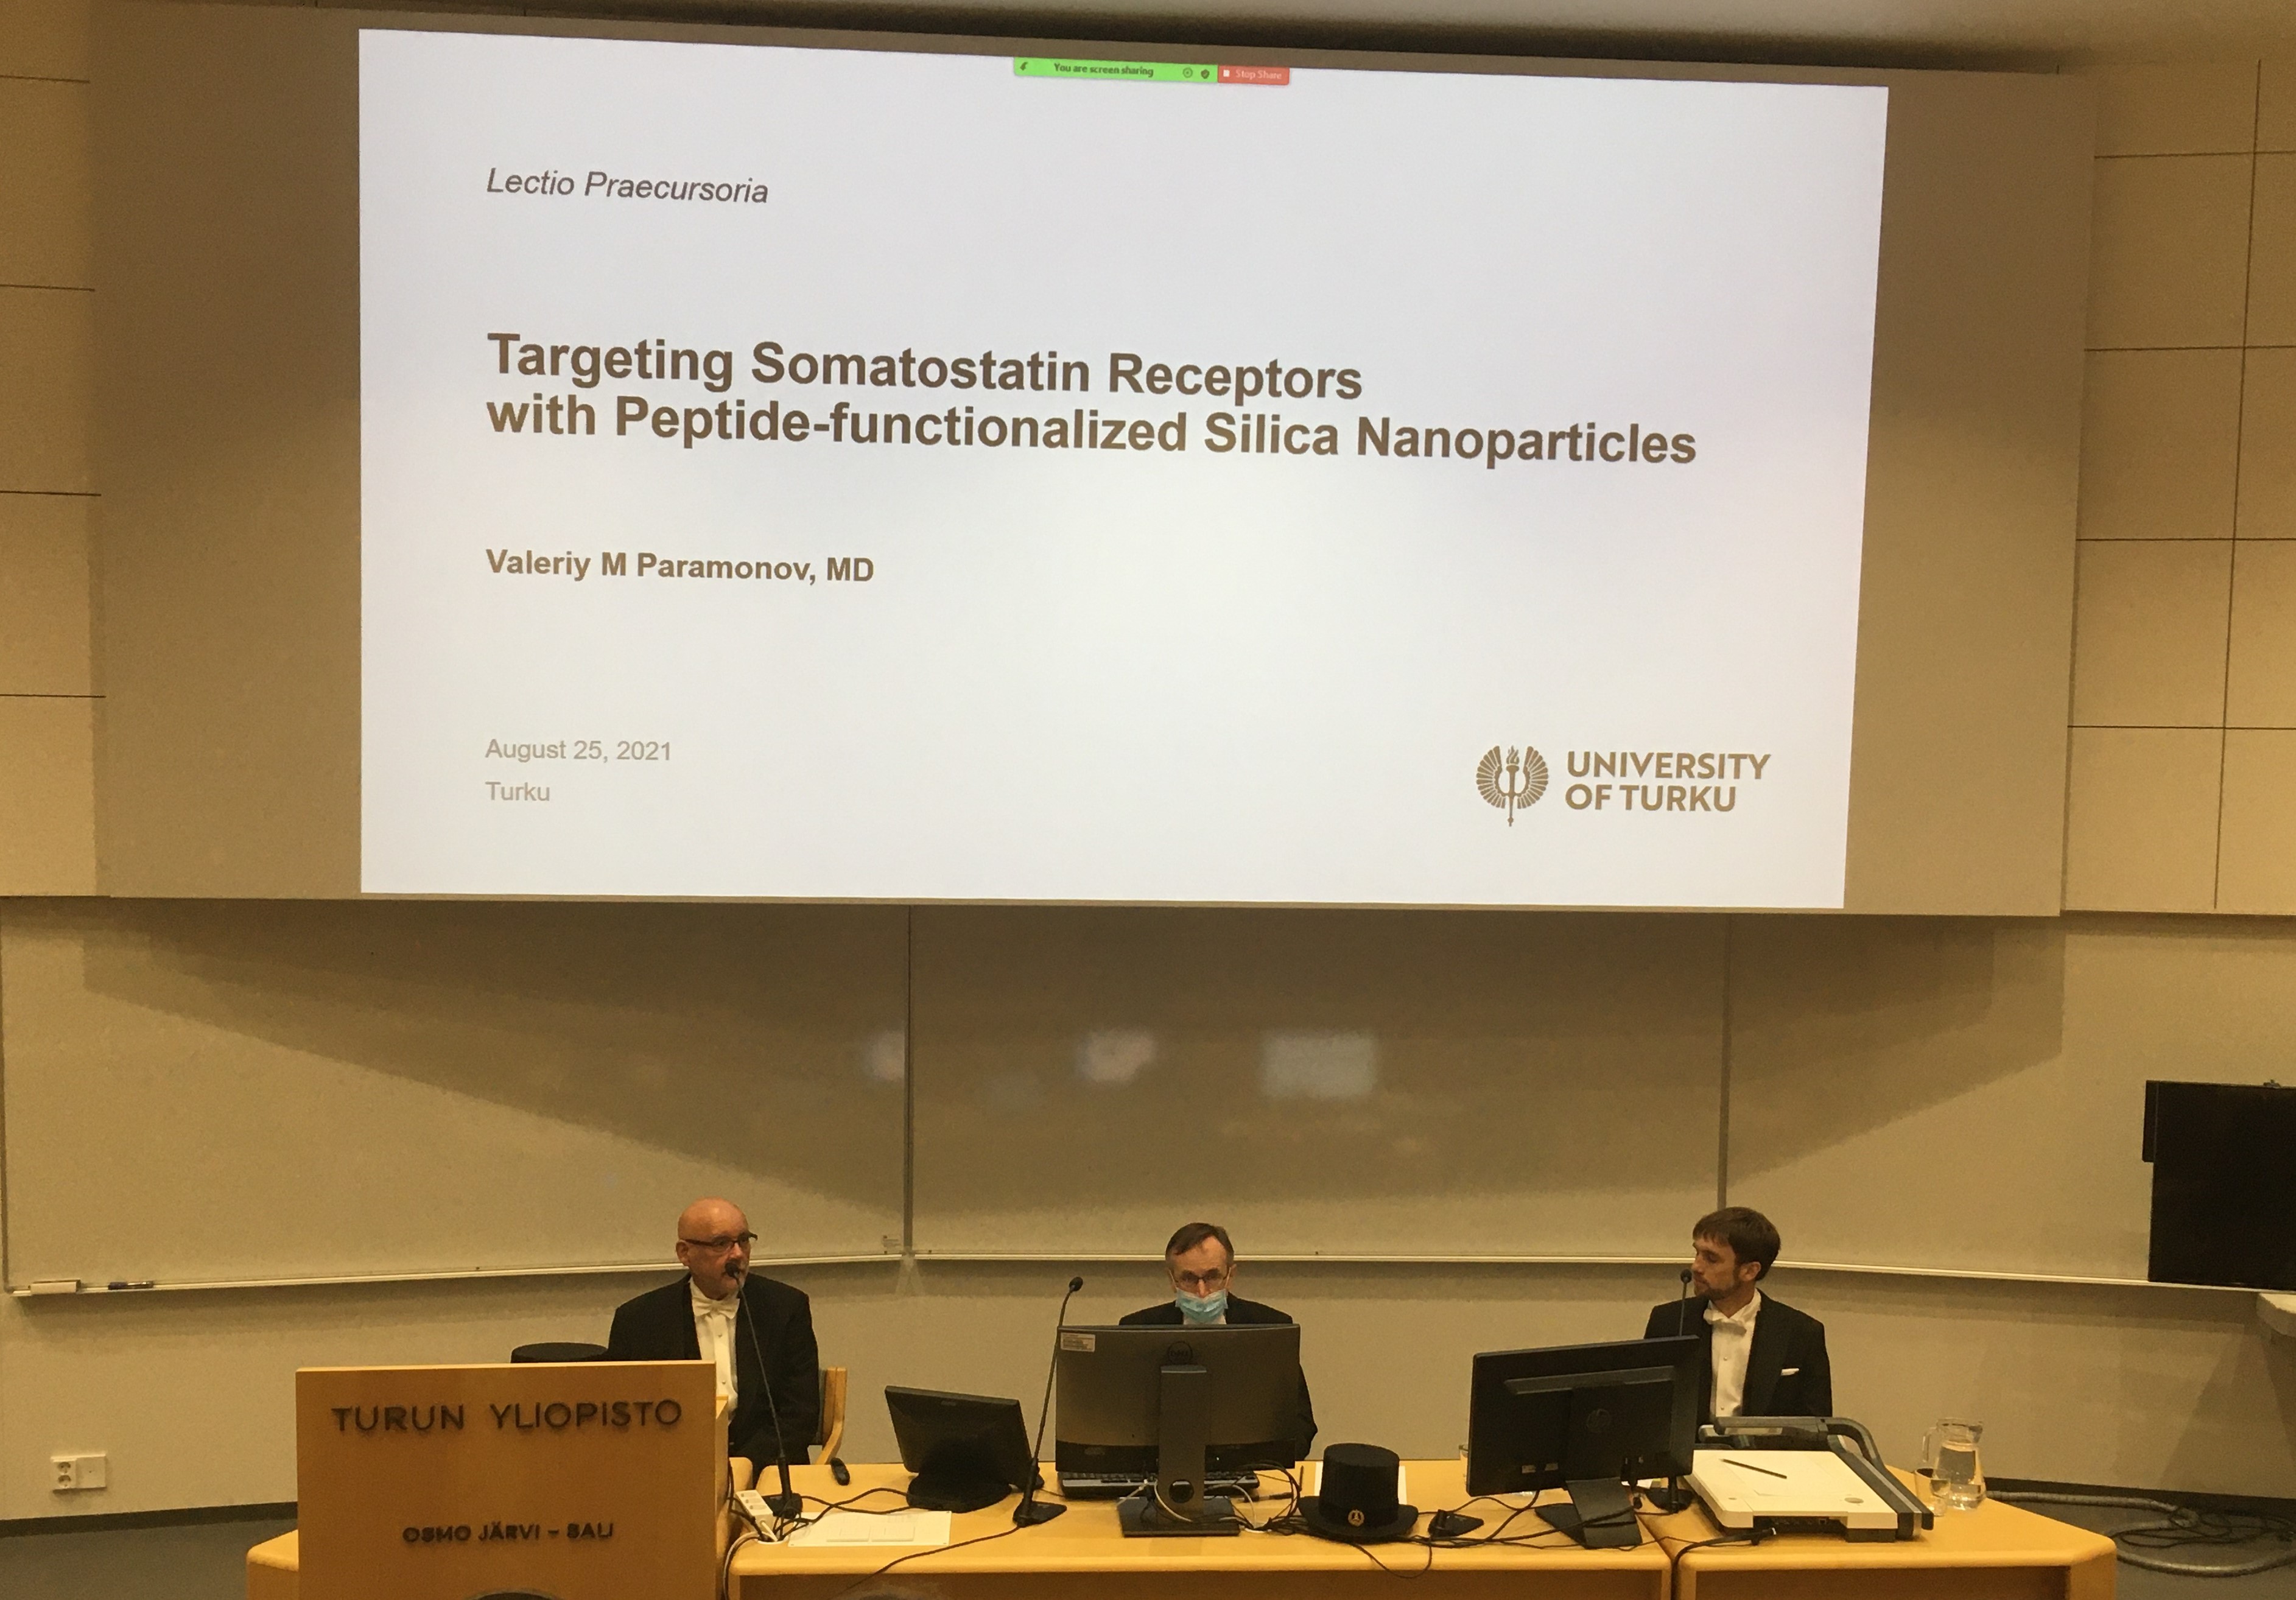 You are screen sharing
Stop Share
Lectio Praecursoria
Targeting Somatostatin Receptors
with Peptide-functionalized Silica Nanoparticles
Valeriy M Paramonov, MD
August 25, 2021
Turku
UNIVERSITY
OF TURKU
TURUN YLIOPISTO
OSMO JÄRVI – SALI